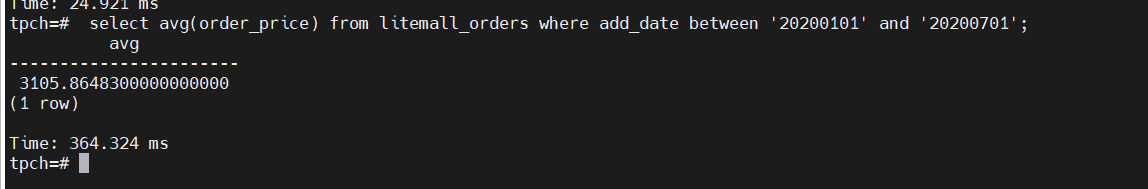 Time: 24.921 ms
tpch=#  select avg(order_price) from litemall_orders where add_date between '20200101' and '20200701';
          avg
-----------------------
 3105.8648300000000000
(1 row)

Time: 364.324 ms
tpch=#